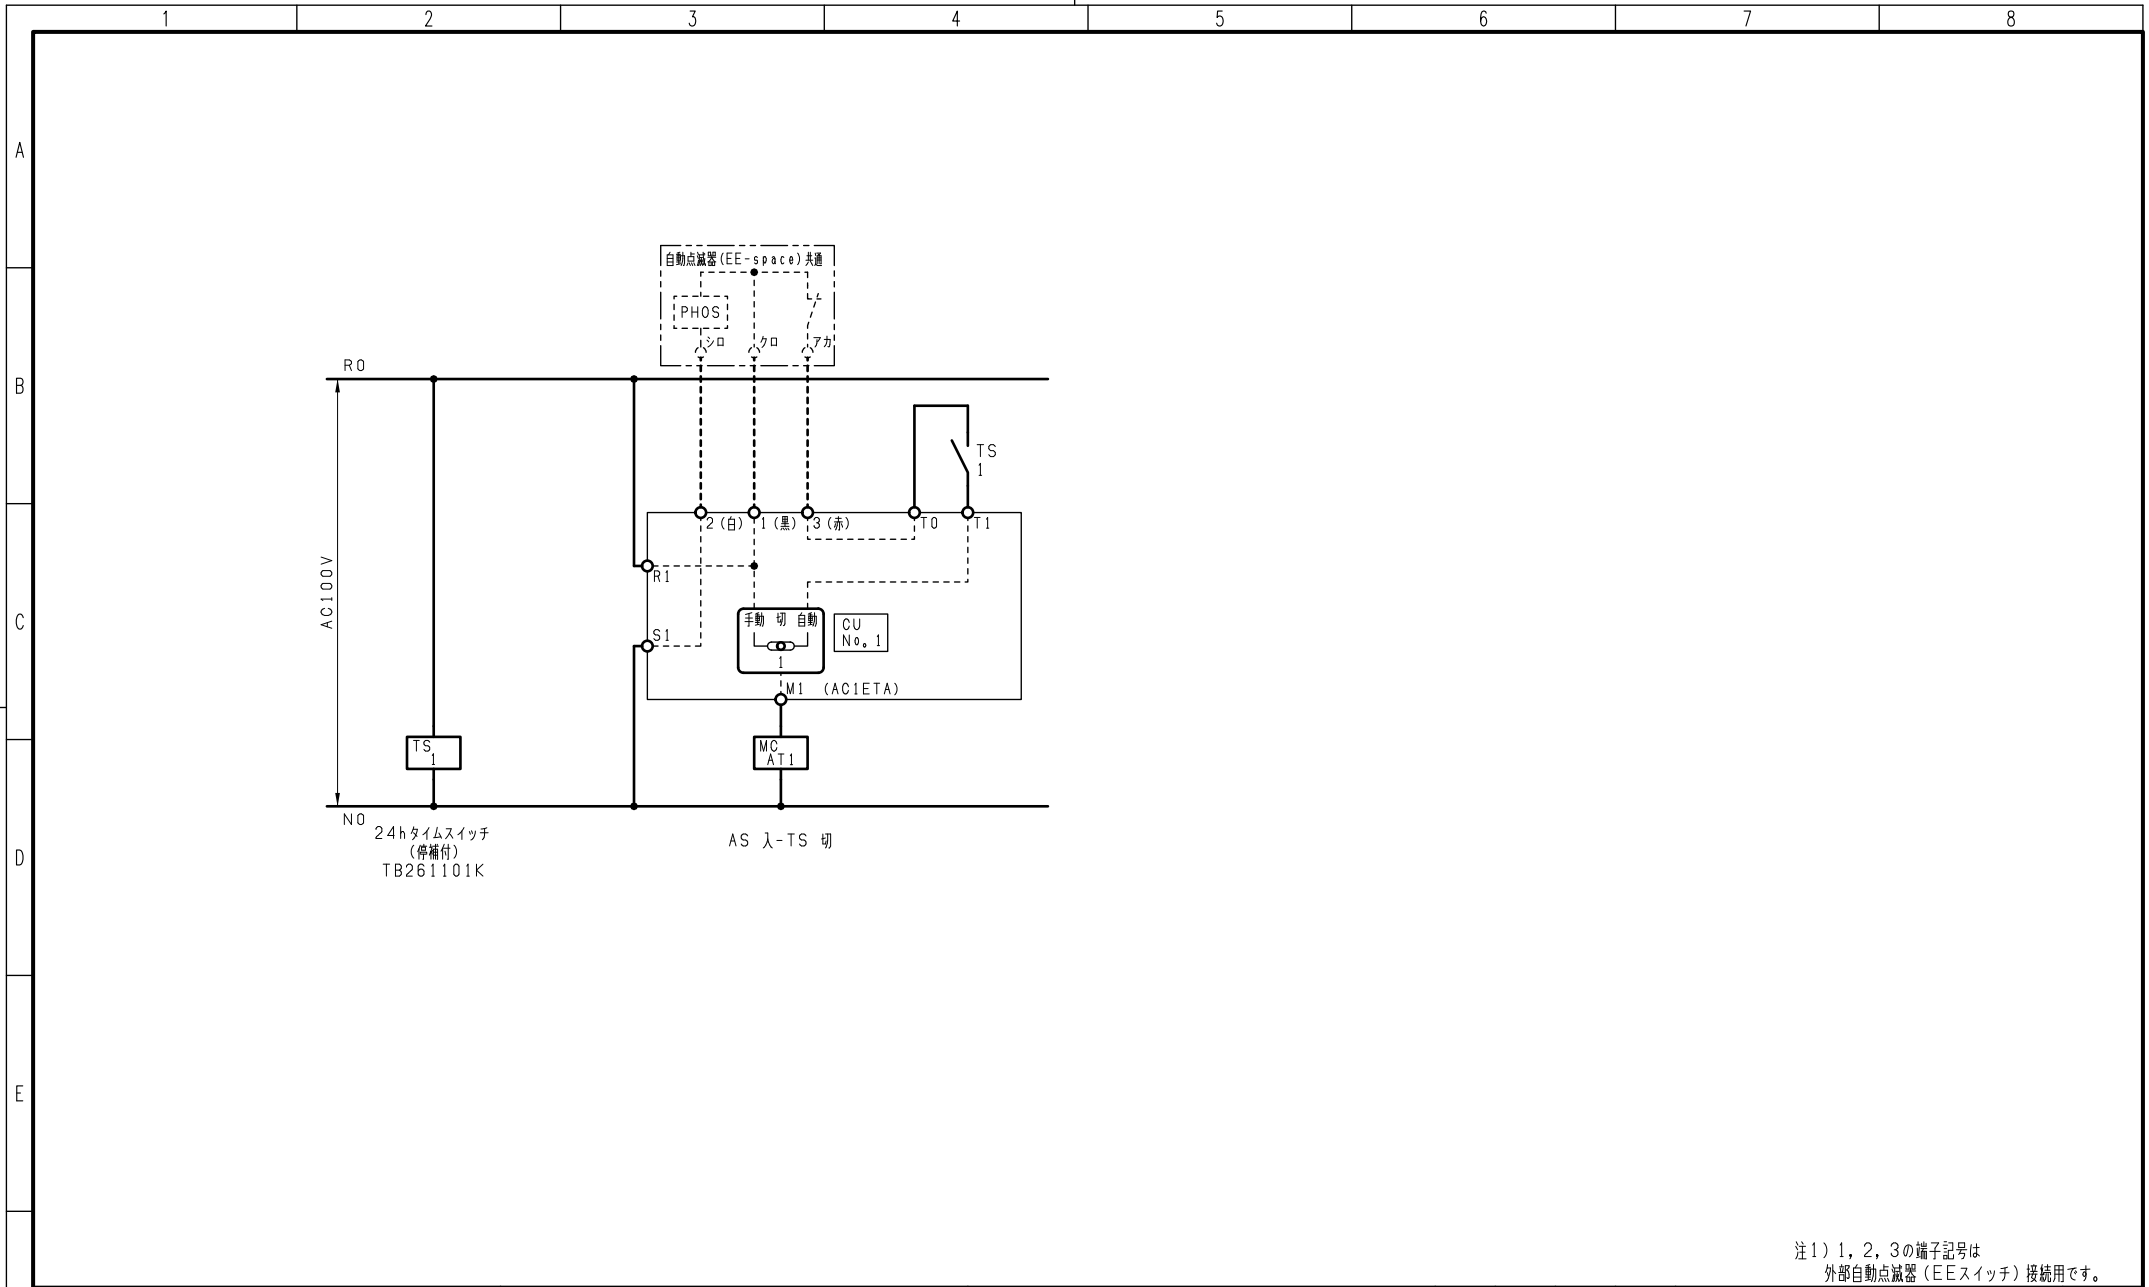 1 2 3 4 5 6 7 8
A
B
C
D
E
自動点滅器(EE-space)共通
PHOS
シロ クロ アカ
R0
TS
1
2(白) 1(黒) 3(赤) T0 T1
R1
AC100V
手動 切 自動
1
CU
No。1
S1
M1 (AC1ETA)
TS
1
MC
AT1
N0
24hタイムスイッチ
(停補付)
TB261101K
AS 入-TS 切
注1)1，2，3の端子記号は
外部自動点滅器(EEスイッチ)接続用です。